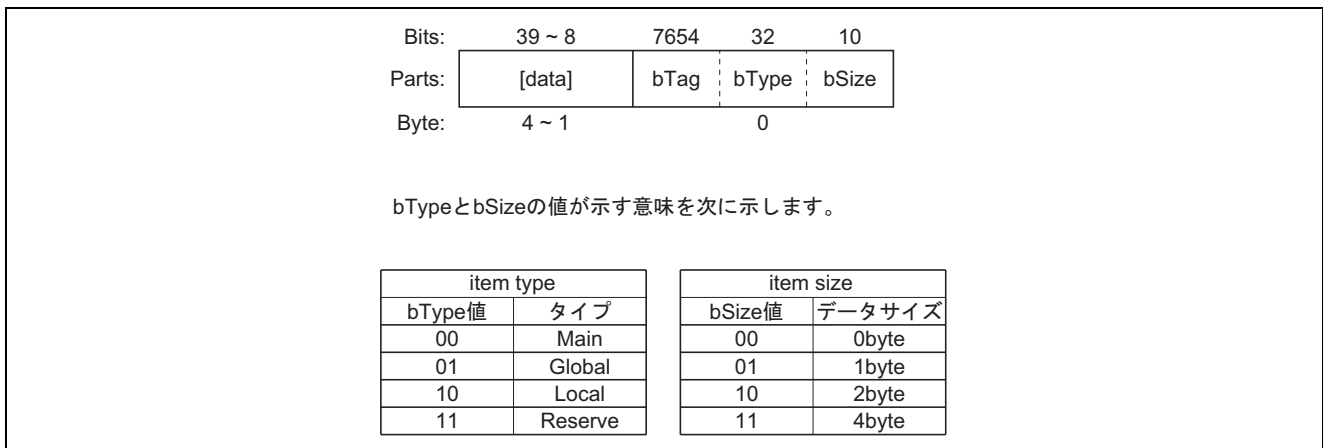 Bits: 39 ~ 8 7654 32 10
Parts: [data] bTag bType bSize
Byte: 4 ~ 1 0
bTypeとbSizeの値が示す意味を次に示します。
item type item size
bType値 タイプ bSize値 データサイズ
00 Main 00 0byte
01 Global 01 1byte
10 Local 10 2byte
11 Reserve 11 4byte